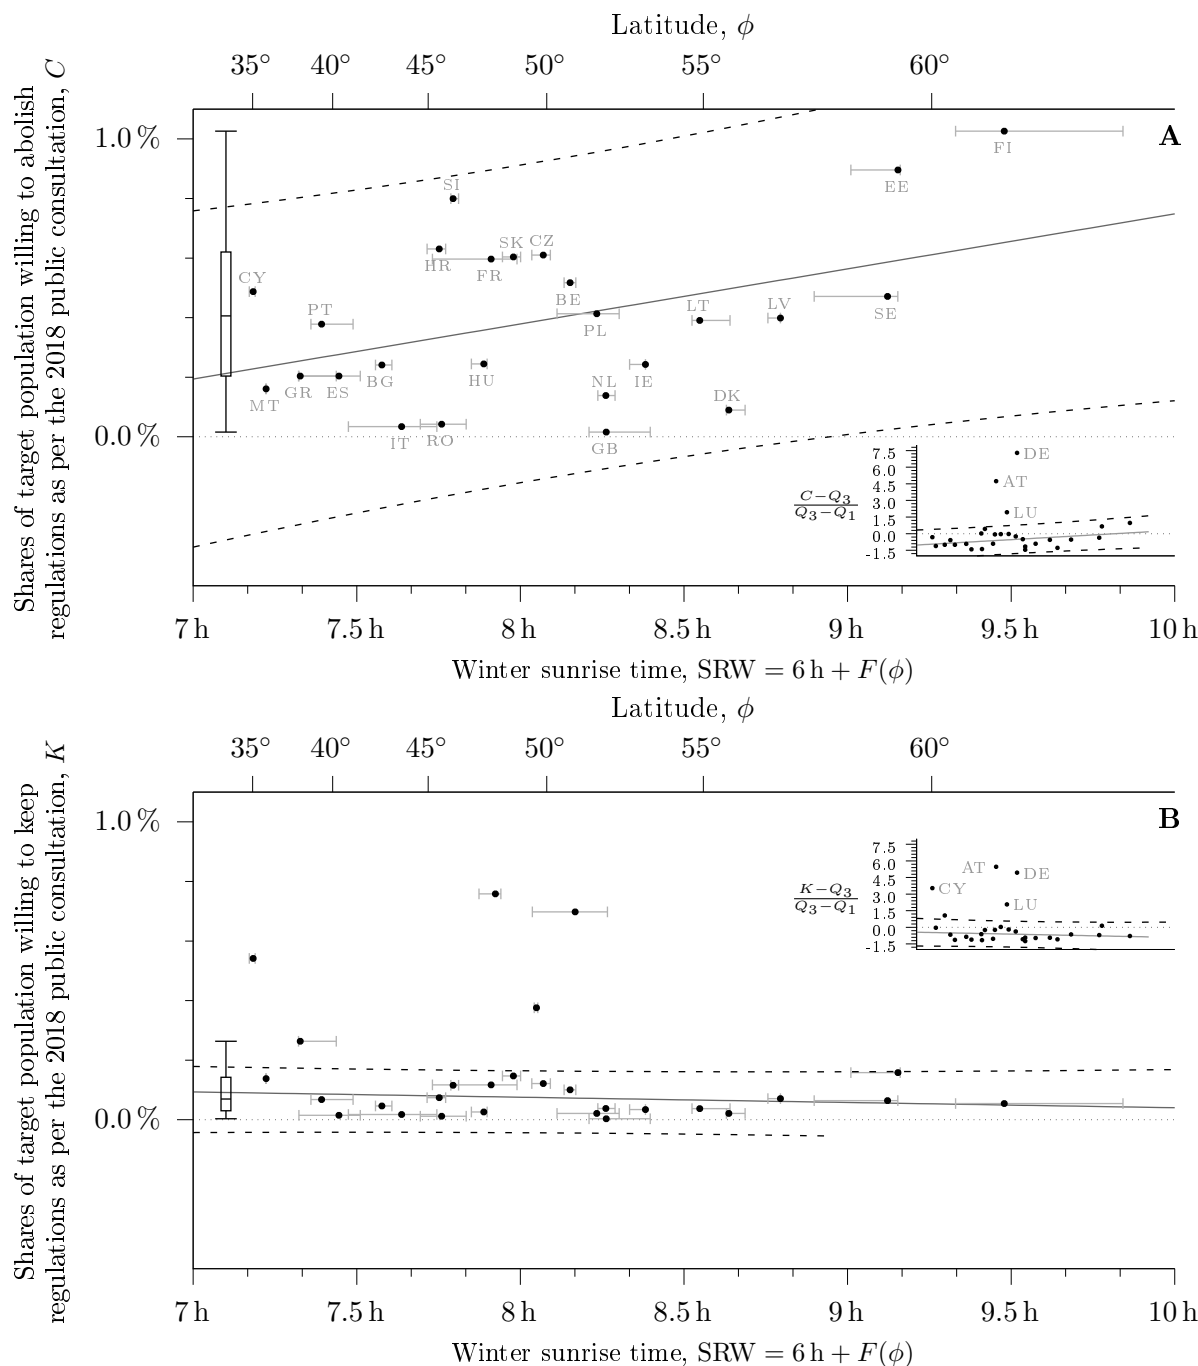 Latitude, ϕ
35° 40° 45° 50° 55° 60°
Shares of target population willing to abolish
regulations as per the 2018 public consultation, C
1.0 %
0.0 %
A
FI
EE
SI
HR
FR
SK
CZ
CY
BE
PT
PL
LT
LV
SE
MT
GR
ES
BG
HU
NL
IE
DK
IT
RO
GB
C−Q3
Q3−Q1
7.5
6.0
4.5
3.0
1.5
0.0
-1.5
DE
AT
LU
7 h 7.5 h 8 h 8.5 h 9 h 9.5 h 10 h
Winter sunrise time, SRW = 6 h + F(ϕ)
Latitude, ϕ
35° 40° 45° 50° 55° 60°
Shares of target population willing to keep
regulations as per the 2018 public consultation, K
1.0 %
0.0 %
B
K−Q3
Q3−Q1
7.5
6.0
4.5
3.0
1.5
0.0
-1.5
AT
DE
CY
LU
7 h 7.5 h 8 h 8.5 h 9 h 9.5 h 10 h
Winter sunrise time, SRW = 6 h + F(ϕ)